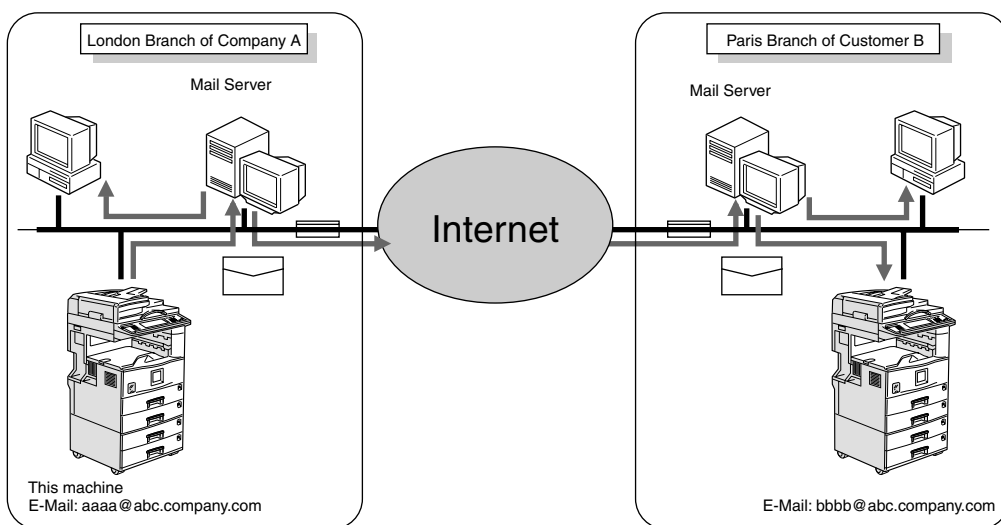 London Branch of Company A
Paris Branch of Customer B
Mail Server
Mail Server
Internet
This machine
E-Mail: aaaa@abc.company.com
E-Mail: bbbb@abc.company.com